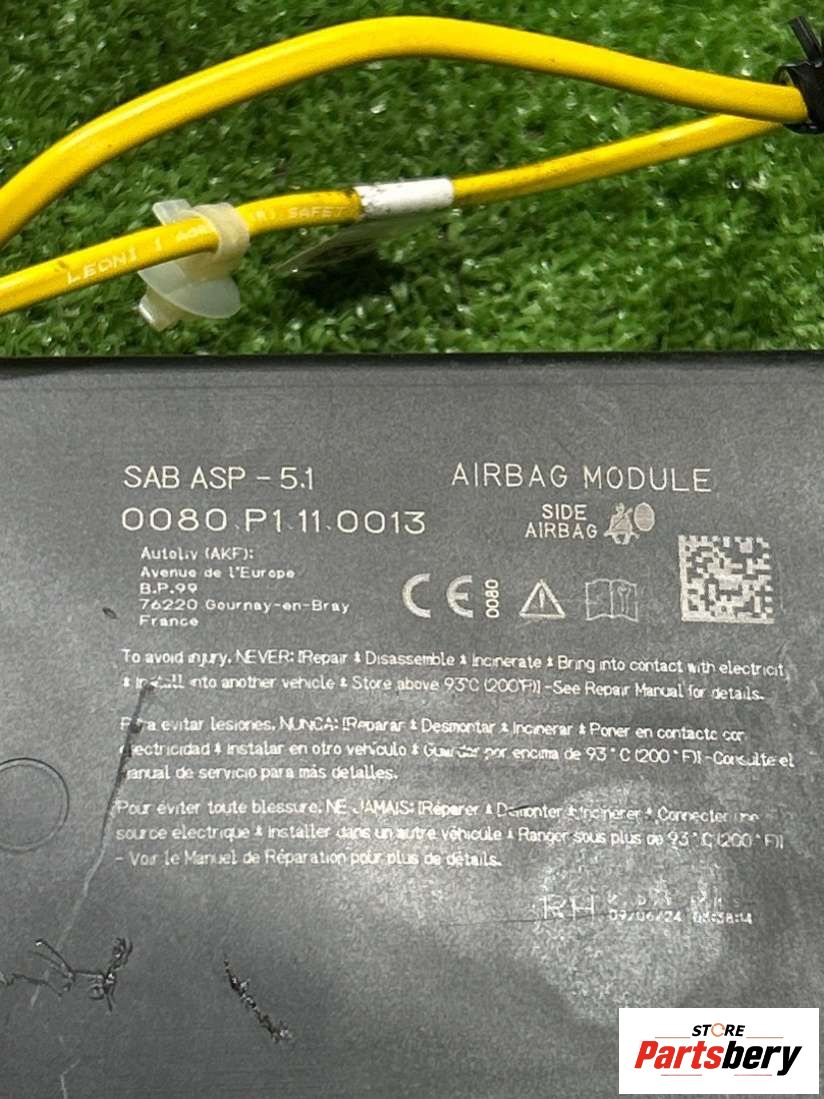 LEONI
SAFE
SAB ASP - 5.1
AIRBAG MODULE
0080.P1.11.0013
SIDE
AIRBAG
Autoliv (AKF):
Avenue de l'Europe
B.P.99
76220 Gournay-en-Bray
France
CE
0080
To avoid injury, NEVER: [Repair * Disassemble * Incinerate * Bring into contact with electricit
* Install into another vehicle * Store above 93°C (200°F)] -See Repair Manual for details.
Para evitar lesiones, NUNCA: [Reparar * Desmontar * Incinerar * Poner en contacto con
electricidad * Instalar en otro vehículo * Guardar por encima de 93°C (200°F)] -Consulte el
manual de servicio para más detalles.
Pour éviter toute blessure, NE JAMAIS: [Réparer * Démonter * Incinérer * Connecter une
source electrique * Installer dans un autre véhicule * Ranger sous plus de 93°C (200°F)]
- Voir le Manuel de Réparation pour plus de détails.
RH
09/06/24
STORE
Partsbery